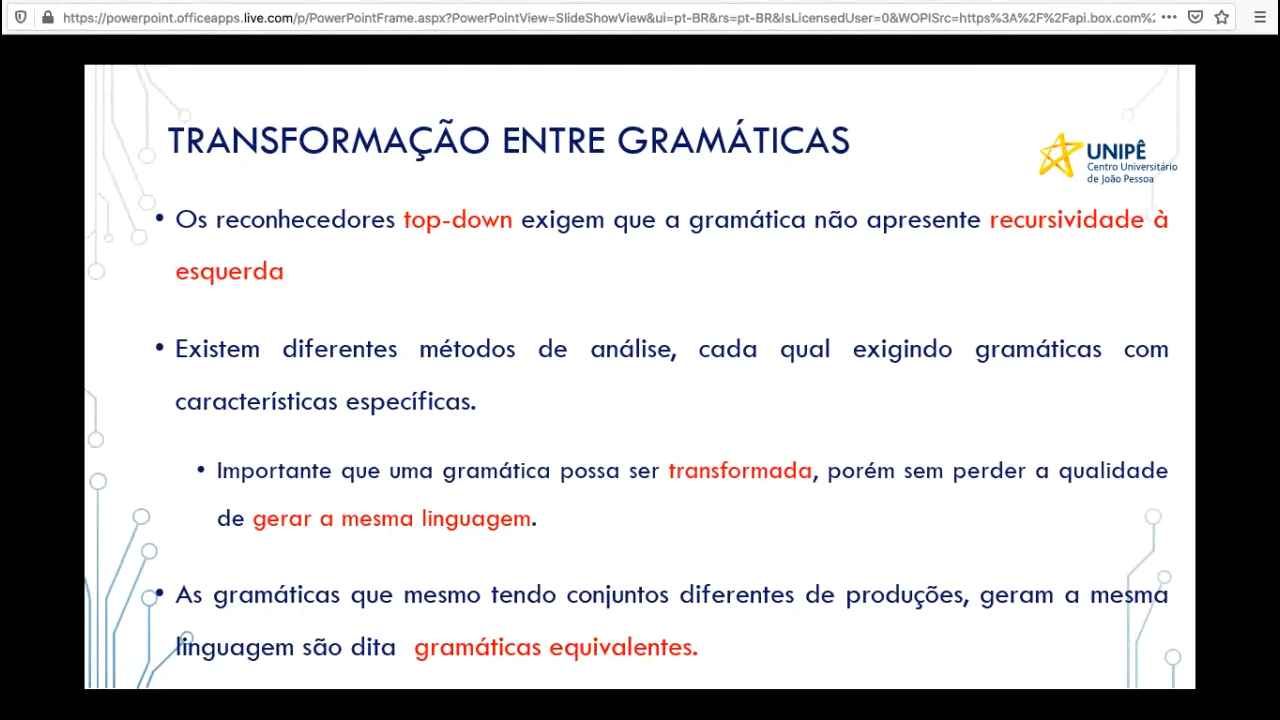 https://powerpoint.officeapps.live.com/p/PowerPointFrame.aspx?PowerPointView=SlideShowView&ui=pt-BR&rs=pt-BR&IsLicensedUser=0&WOPISrc=https%3A%2F%2Fapi.box.com%2
TRANSFORMAÇÃO ENTRE GRAMÁTICAS
UNIPÊ
Centro Universitário
de João Pessoa
• Os reconhecedores top-down exigem que a gramática não apresente recursividade à
esquerda
• Existem diferentes métodos de análise, cada qual exigindo gramáticas com
características específicas.
• Importante que uma gramática possa ser transformada, porém sem perder a qualidade
de gerar a mesma linguagem.
• As gramáticas que mesmo tendo conjuntos diferentes de produções, geram a mesma
linguagem são dita gramáticas equivalentes.